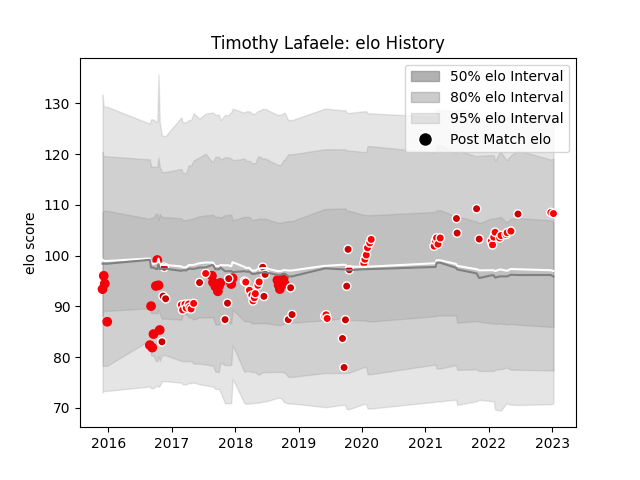 Timothy Lafaele: elo History
50% elo Interval
80% elo Interval
95% elo Interval
Post Match elo
elo score
130
120
110
100
90
80
70
2016 2017 2018 2019 2020 2021 2022 2023